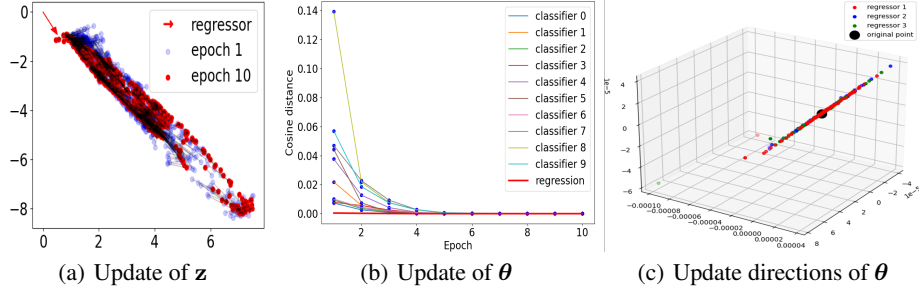 0
−2
−4
−6
−8
0
2
4
6
regressor
epoch 1
epoch 10
(a) Update of z
0.14
0.12
0.10
0.08
0.06
0.04
0.02
0.00
Cosine distance
2
4
6
8
10
Epoch
classifier 0
classifier 1
classifier 2
classifier 3
classifier 4
classifier 5
classifier 6
classifier 7
classifier 8
classifier 9
regression
(b) Update of θ
regressor 1
regressor 2
regressor 3
original point
1e−5
4
2
0
−2
−4
−6
−0.00010
−0.00008
−0.00006
−0.00004
−0.00002
0.00000
0.00002
0.00004
8
6
4
2
0
−2
−4
1e−5
(c) Update directions of θ